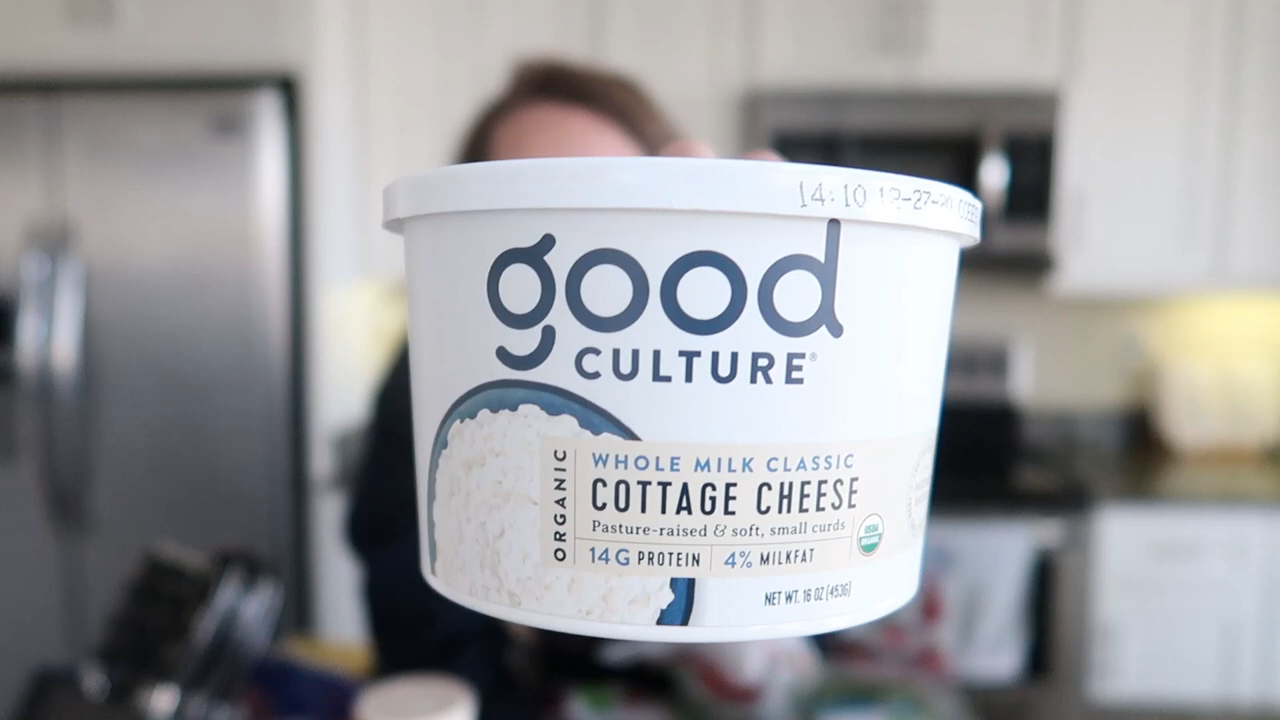 14:10 12-27-20
good
CULTURE®
ORGANIC
WHOLE MILK CLASSIC
COTTAGE CHEESE
Pasture-raised & soft, small curds
USDA
ORGANIC
14G PROTEIN
4% MILKFAT
NET WT. 16 OZ (453G)